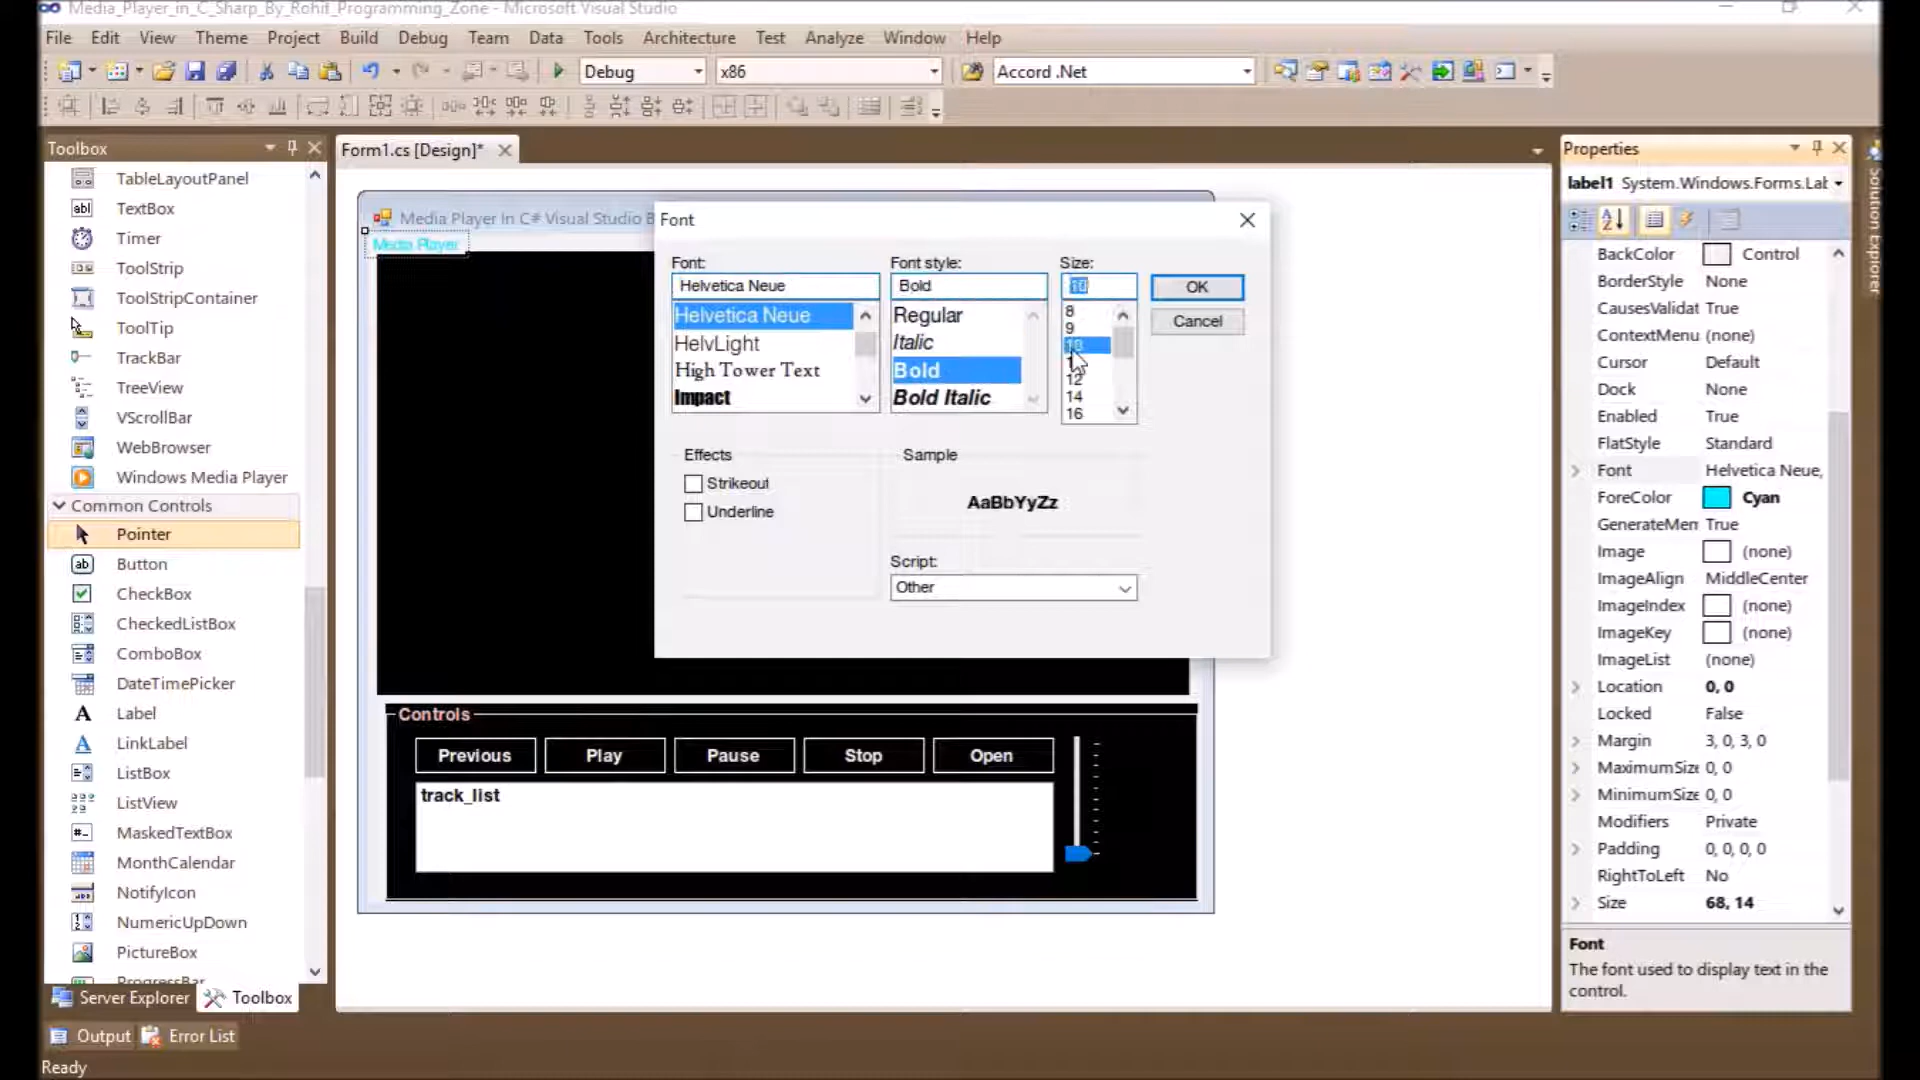 Media_Player_in_C_Sharp_By_Rohit_Programming_Zone - Microsoft Visual Studio
File Edit View Theme Project Build Debug Team Data Tools Architecture Test Analyze Window Help
Debug x86 Accord .Net
Toolbox
TableLayoutPanel
TextBox
Timer
ToolStrip
ToolStripContainer
ToolTip
TrackBar
TreeView
VScrollBar
WebBrowser
Windows Media Player
Common Controls
Pointer
Button
CheckBox
CheckedListBox
ComboBox
DateTimePicker
Label
LinkLabel
ListBox
ListView
MaskedTextBox
MonthCalendar
NotifyIcon
NumericUpDown
PictureBox
ProgressBar
Server Explorer Toolbox
Output Error List
Ready
Form1.cs [Design]*
Media Player In C# Visual Studio B
Media Player
Font
Font: Font style: Size:
Helvetica Neue Bold 10 OK
Helvetica Neue Regular 8
HelvLight Italic 9 Cancel
High Tower Text Bold 10
Impact Bold Italic 12
14
16
Effects
Strikeout
Underline
Sample
AaBbYyZz
Script:
Other
Controls
Previous Play Pause Stop Open
track_list
Properties
label1 System.Windows.Forms.Lab
BackColor Control
BorderStyle None
CausesValidat True
ContextMenu (none)
Cursor Default
Dock None
Enabled True
FlatStyle Standard
Font Helvetica Neue,
ForeColor Cyan
GenerateMem True
Image (none)
ImageAlign MiddleCenter
ImageIndex (none)
ImageKey (none)
ImageList (none)
Location 0, 0
Locked False
Margin 3, 0, 3, 0
MaximumSize 0, 0
MinimumSize 0, 0
Modifiers Private
Padding 0, 0, 0, 0
RightToLeft No
Size 68, 14
Font
The font used to display text in the
control.
Solution Explorer